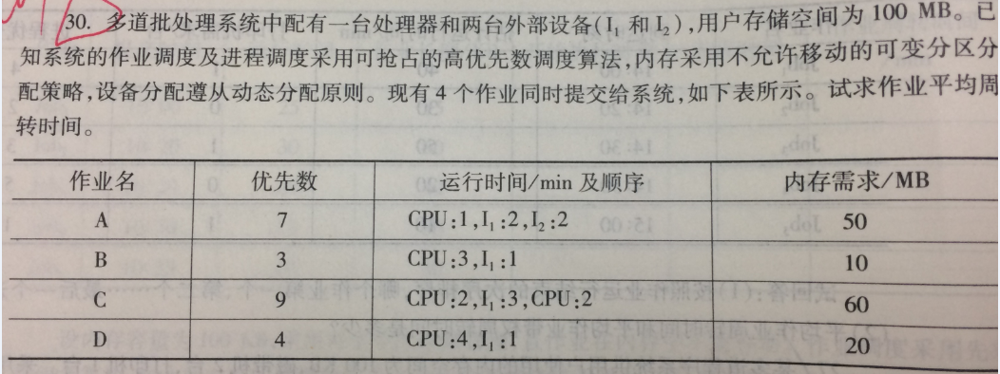 30. 多道批处理系统中配有一台处理器和两台外部设备(I₁ 和 I₂),用户存储空间为 100 MB。已
知系统的作业调度及进程调度采用可抢占的高优先数调度算法,内存采用不允许移动的可变分区分
配策略,设备分配遵从动态分配原则。现有 4 个作业同时提交给系统,如下表所示。试求作业平均周
转时间。
作业名 优先数 运行时间/min 及顺序 内存需求/MB
A 7 CPU:1,I₁:2,I₂:2 50
B 3 CPU:3,I₁:1 10
C 9 CPU:2,I₁:3,CPU:2 60
D 4 CPU:4,I₁:1 20